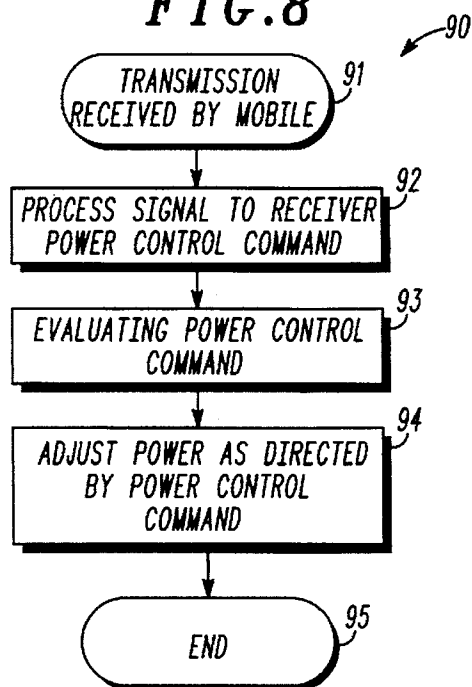 FIG.8
90
TRANSMISSION
RECEIVED BY MOBILE
91
PROCESS SIGNAL TO RECEIVER
POWER CONTROL COMMAND
92
EVALUATING POWER CONTROL
COMMAND
93
ADJUST POWER AS DIRECTED
BY POWER CONTROL
COMMAND
94
END
95